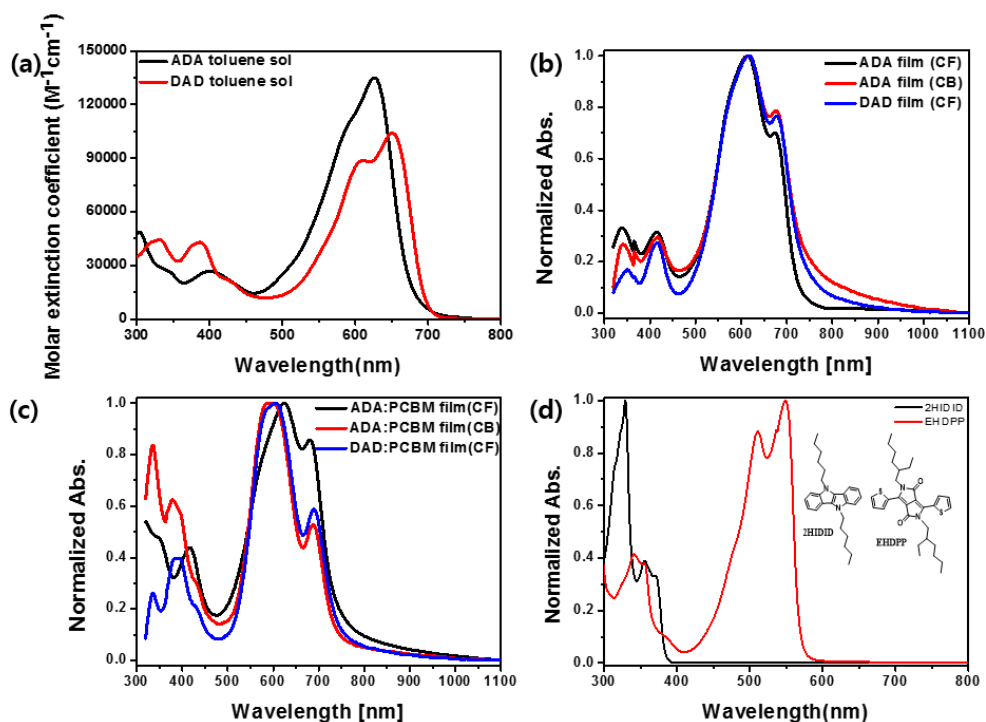 (a)
Molar extinction coefficient (M⁻¹cm⁻¹)
150000
120000
90000
60000
30000
0
ADA toluene sol
DAD toluene sol
300 400 500 600 700 800
Wavelength(nm)
(b)
Normalized Abs.
1.0
0.8
0.6
0.4
0.2
0.0
ADA film (CF)
ADA film (CB)
DAD film (CF)
300 400 500 600 700 800 900 1000 1100
Wavelength [nm]
(c)
Normalized Abs.
1.0
0.8
0.6
0.4
0.2
0.0
ADA:PCBM film(CF)
ADA:PCBM film(CB)
DAD:PCBM film(CF)
300 400 500 600 700 800 900 1000 1100
Wavelength [nm]
(d)
Normalized Abs.
1.0
0.8
0.6
0.4
0.2
0.0
2HIDID
EHDPP
N
N
2HIDID
S
N
O
O
N
S
EHDPP
300 400 500 600 700 800
Wavelength(nm)